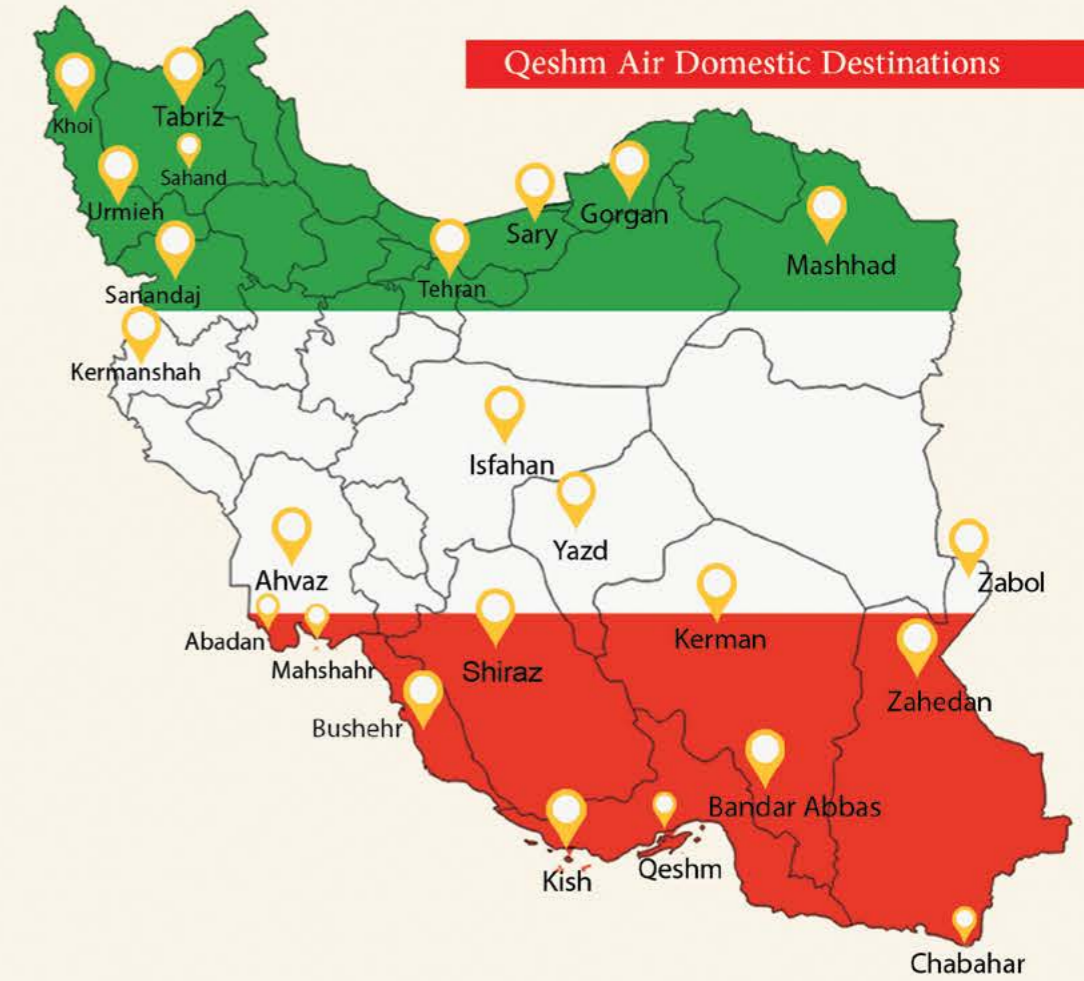 Qeshm Air Domestic Destinations
Khoi
Tabriz
Sahand
Urmieh
Sary
Gorgan
Mashhad
Tehran
Sanandaj
Kermanshah
Isfahan
Yazd
Ahvaz
Zabol
Abadan
Mahshahr
Shiraz
Kerman
Zahedan
Bushehr
Bandar Abbas
Kish
Qeshm
Chabahar